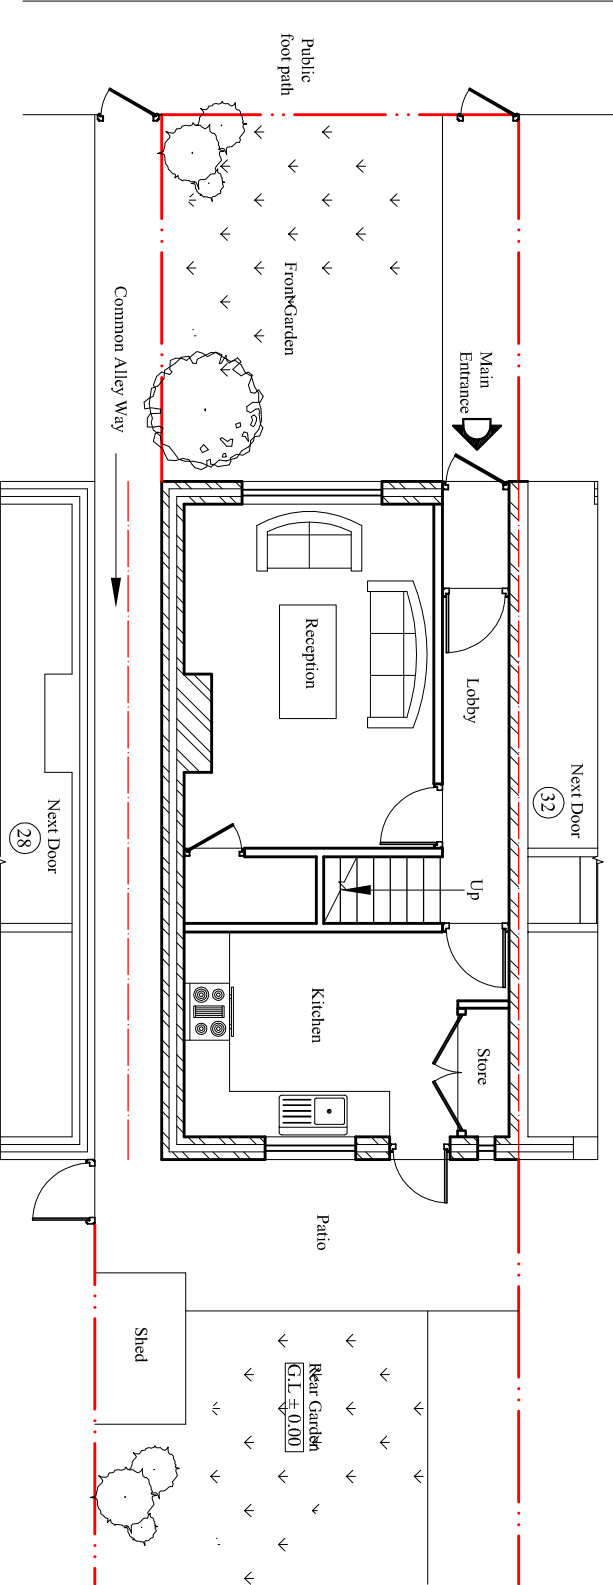 Public
foot path
Front Garden
Common Alley Way
Main
Entrance
Reception
Lobby
Next Door
32
Next Door
28
Up
Kitchen
Store
Patio
Shed
Rear Garden
G.L ± 0.00